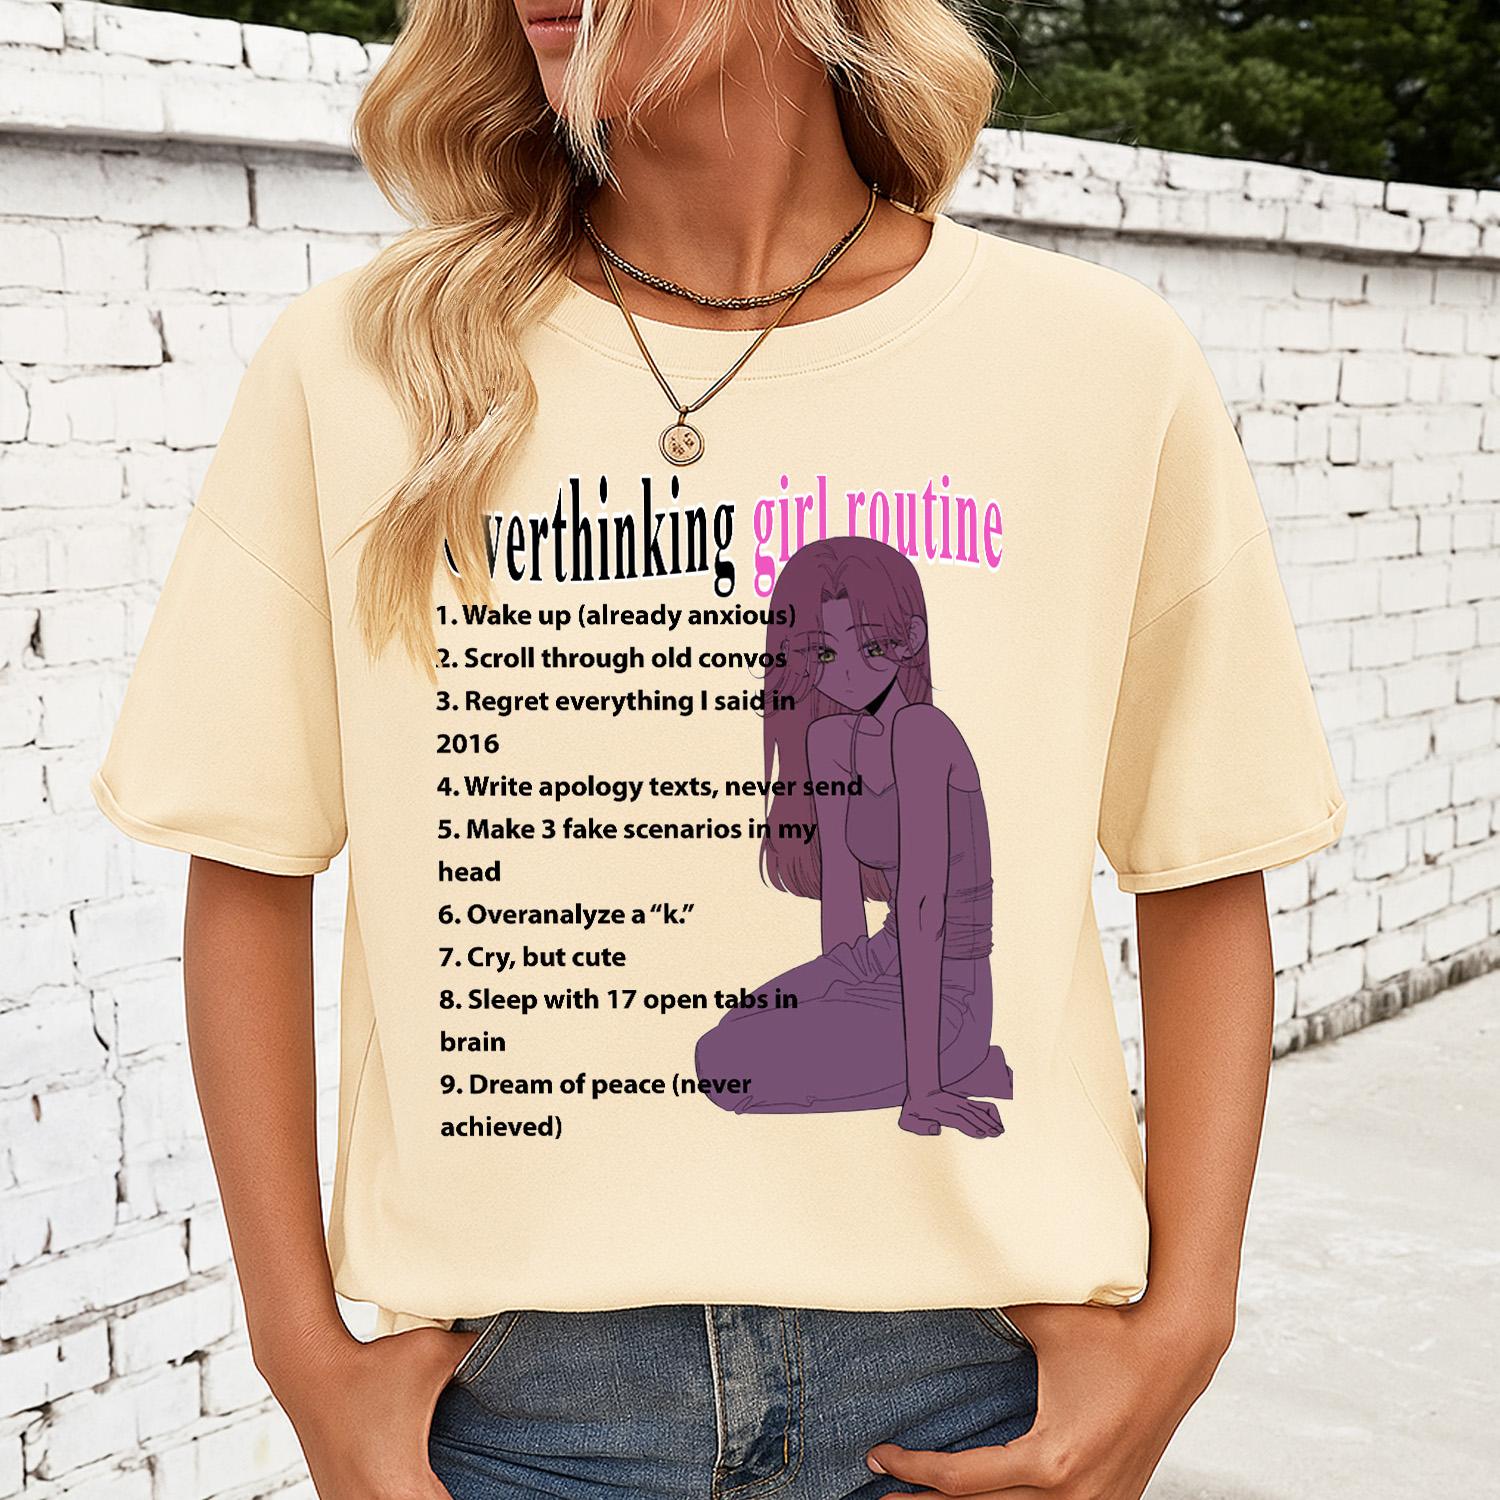 verthinking girl routine
1. Wake up (already anxious)
2. Scroll through old convos
3. Regret everything I said in
2016
4. Write apology texts, never send
5. Make 3 fake scenarios in my
head
6. Overanalyze a “k.”
7. Cry, but cute
8. Sleep with 17 open tabs in
brain
9. Dream of peace (never
achieved)